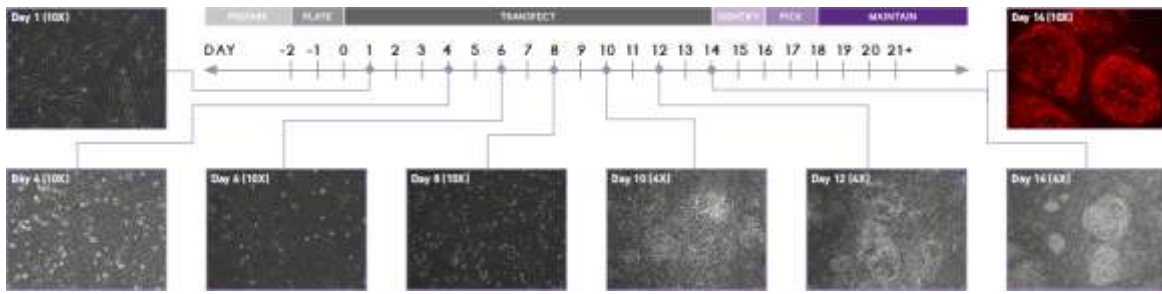 Day 1 (10X)
PREPARE PLATE TRANSFECT IDENTIFY PICK MAINTAIN
Day 14 (10X)
DAY -2 -1 0 1 2 3 4 5 6 7 8 9 10 11 12 13 14 15 16 17 18 19 20 21+
Day 4 (10X)
Day 6 (10X)
Day 8 (10X)
Day 10 (4X)
Day 12 (4X)
Day 14 (4X)